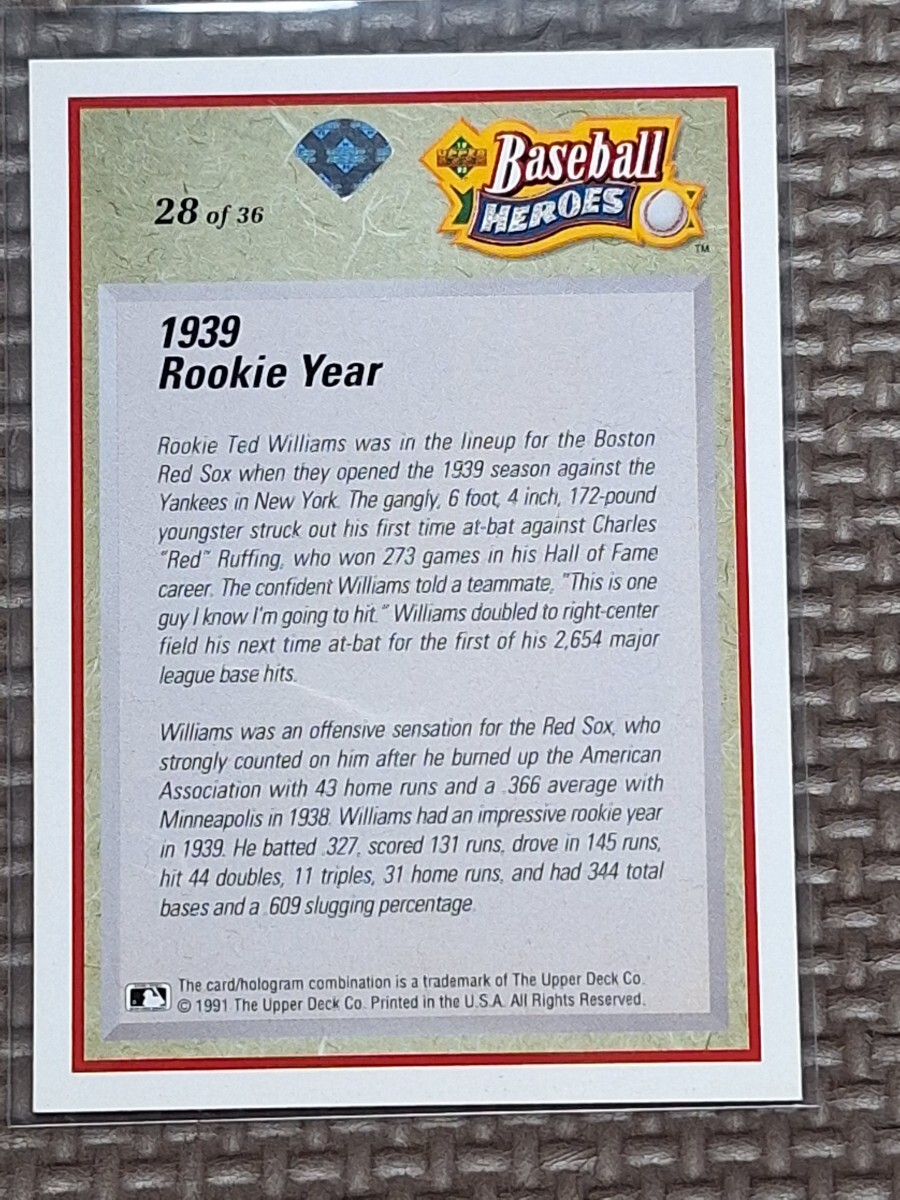 28 of 36
UPPER
Baseball
HEROES
TM
1939
Rookie Year
Rookie Ted Williams was in the lineup for the Boston
Red Sox when they opened the 1939 season against the
Yankees in New York. The gangly, 6 foot, 4 inch, 172-pound
youngster struck out his first time at-bat against Charles
"Red" Ruffing, who won 273 games in his Hall of Fame
career. The confident Williams told a teammate, "This is one
guy I know I'm going to hit." Williams doubled to right-center
field his next time at-bat for the first of his 2,654 major
league base hits.
Williams was an offensive sensation for the Red Sox, who
strongly counted on him after he burned up the American
Association with 43 home runs and a .366 average with
Minneapolis in 1938. Williams had an impressive rookie year
in 1939. He batted .327, scored 131 runs, drove in 145 runs,
hit 44 doubles, 11 triples, 31 home runs, and had 344 total
bases and a .609 slugging percentage.
The card/hologram combination is a trademark of The Upper Deck Co.
© 1991 The Upper Deck Co. Printed in the U.S.A. All Rights Reserved.